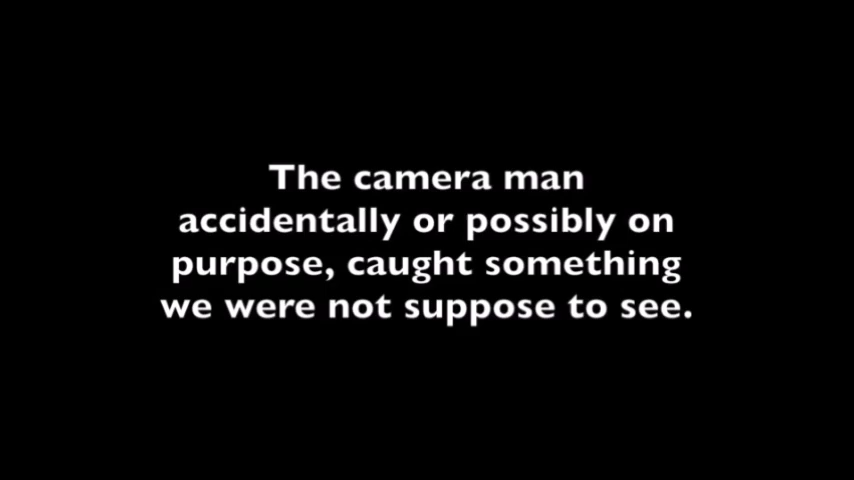 The camera man
accidentally or possibly on
purpose, caught something
we were not suppose to see.